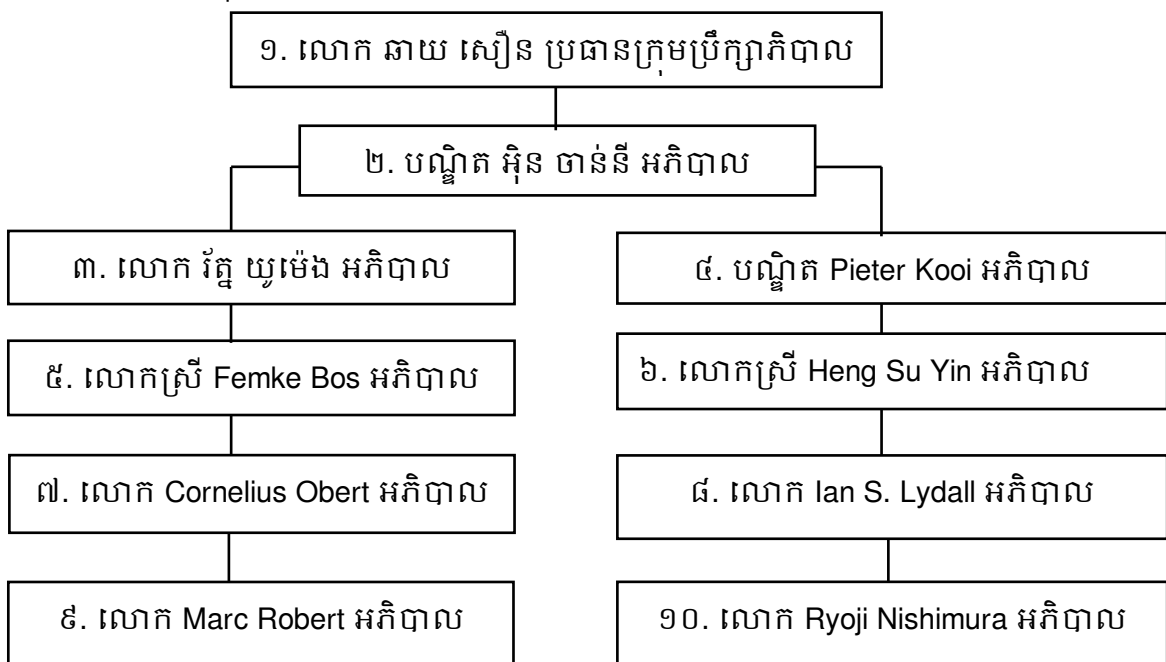 ១. លោក ឆាយ សឿន ប្រធានក្រុមប្រឹក្សាភិបាល
២. បណ្ឌិត អ៊ិន ចាន់នី អភិបាល
៣. លោក រ័ត្ន យូម៉េង អភិបាល
៤. បណ្ឌិត Pieter Kooi អភិបាល
៥. លោកស្រី Femke Bos អភិបាល
៦. លោកស្រី Heng Su Yin អភិបាល
៧. លោក Cornelius Obert អភិបាល
៨. លោក Ian S. Lydall អភិបាល
៩. លោក Marc Robert អភិបាល
១០. លោក Ryoji Nishimura អភិបាល